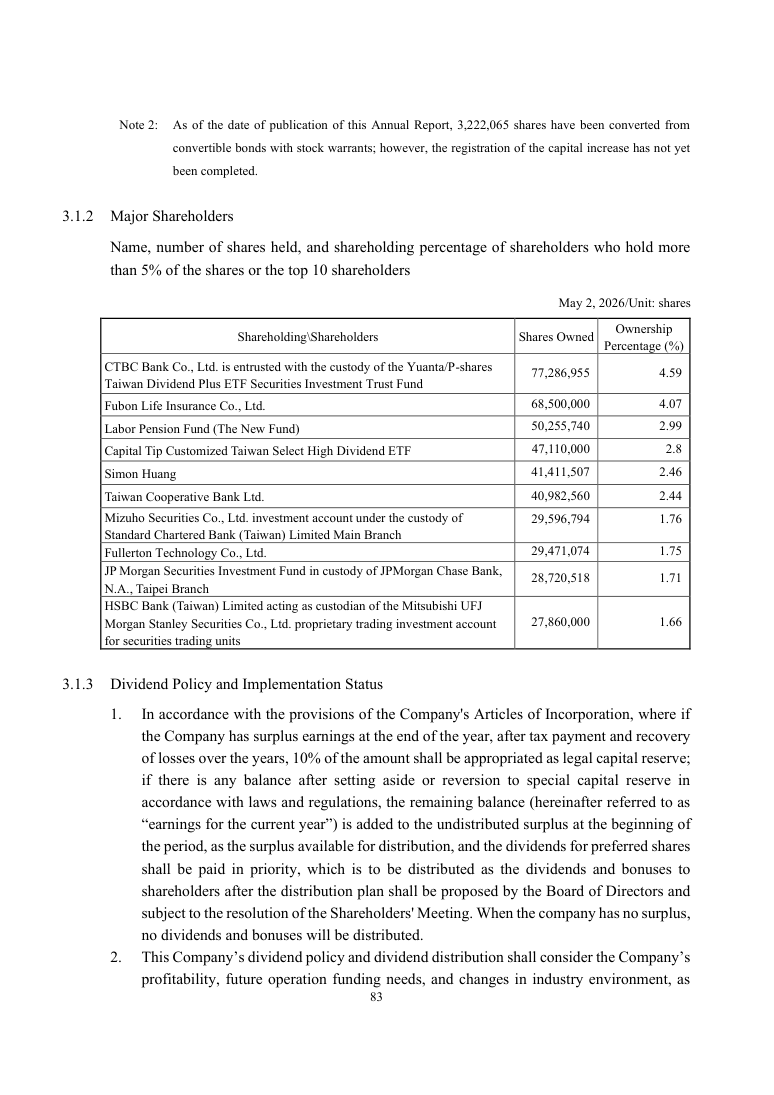 Note 2: As of the date of publication of this Annual Report, 3,222,065 shares have been converted from
convertible bonds with stock warrants; however, the registration of the capital increase has not yet
been completed.
3.1.2 Major Shareholders
Name, number of shares held, and shareholding percentage of shareholders who hold more
than 5% of the shares or the top 10 shareholders
May 2, 2026/Unit: shares
Shareholding\Shareholders Shares Owned Ownership
Percentage (%)
CTBC Bank Co., Ltd. is entrusted with the custody of the Yuanta/P-shares
Taiwan Dividend Plus ETF Securities Investment Trust Fund 77,286,955 4.59
Fubon Life Insurance Co., Ltd. 68,500,000 4.07
Labor Pension Fund (The New Fund) 50,255,740 2.99
Capital Tip Customized Taiwan Select High Dividend ETF 47,110,000 2.8
Simon Huang 41,411,507 2.46
Taiwan Cooperative Bank Ltd. 40,982,560 2.44
Mizuho Securities Co., Ltd. investment account under the custody of
Standard Chartered Bank (Taiwan) Limited Main Branch 29,596,794 1.76
Fullerton Technology Co., Ltd. 29,471,074 1.75
JP Morgan Securities Investment Fund in custody of JPMorgan Chase Bank,
N.A., Taipei Branch 28,720,518 1.71
HSBC Bank (Taiwan) Limited acting as custodian of the Mitsubishi UFJ
Morgan Stanley Securities Co., Ltd. proprietary trading investment account
for securities trading units 27,860,000 1.66
3.1.3 Dividend Policy and Implementation Status
1. In accordance with the provisions of the Company's Articles of Incorporation, where if
the Company has surplus earnings at the end of the year, after tax payment and recovery
of losses over the years, 10% of the amount shall be appropriated as legal capital reserve;
if there is any balance after setting aside or reversion to special capital reserve in
accordance with laws and regulations, the remaining balance (hereinafter referred to as
“earnings for the current year”) is added to the undistributed surplus at the beginning of
the period, as the surplus available for distribution, and the dividends for preferred shares
shall be paid in priority, which is to be distributed as the dividends and bonuses to
shareholders after the distribution plan shall be proposed by the Board of Directors and
subject to the resolution of the Shareholders' Meeting. When the company has no surplus,
no dividends and bonuses will be distributed.
2. This Company’s dividend policy and dividend distribution shall consider the Company’s
profitability, future operation funding needs, and changes in industry environment, as
83